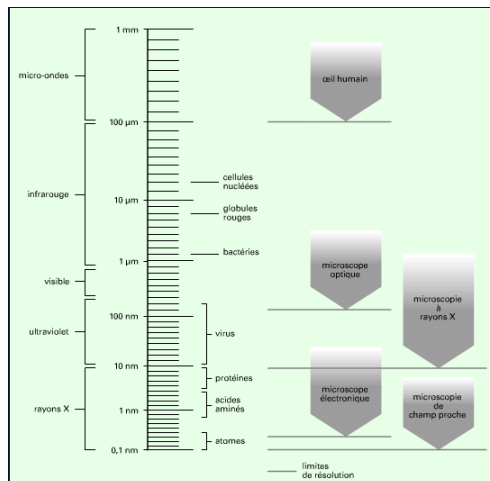 1 mm
micro-ondes
œil humain
100 µm
cellules
nucléées
infrarouge
10 µm
globules
rouges
bactéries
1 µm
microscope
optique
visible
microscopie
à
rayons X
100 nm
ultraviolet
virus
10 nm
protéines
microscope
électronique
microscopie
de
champ proche
acides
aminés
rayons X
1 nm
atomes
0,1 nm
limites
de résolution